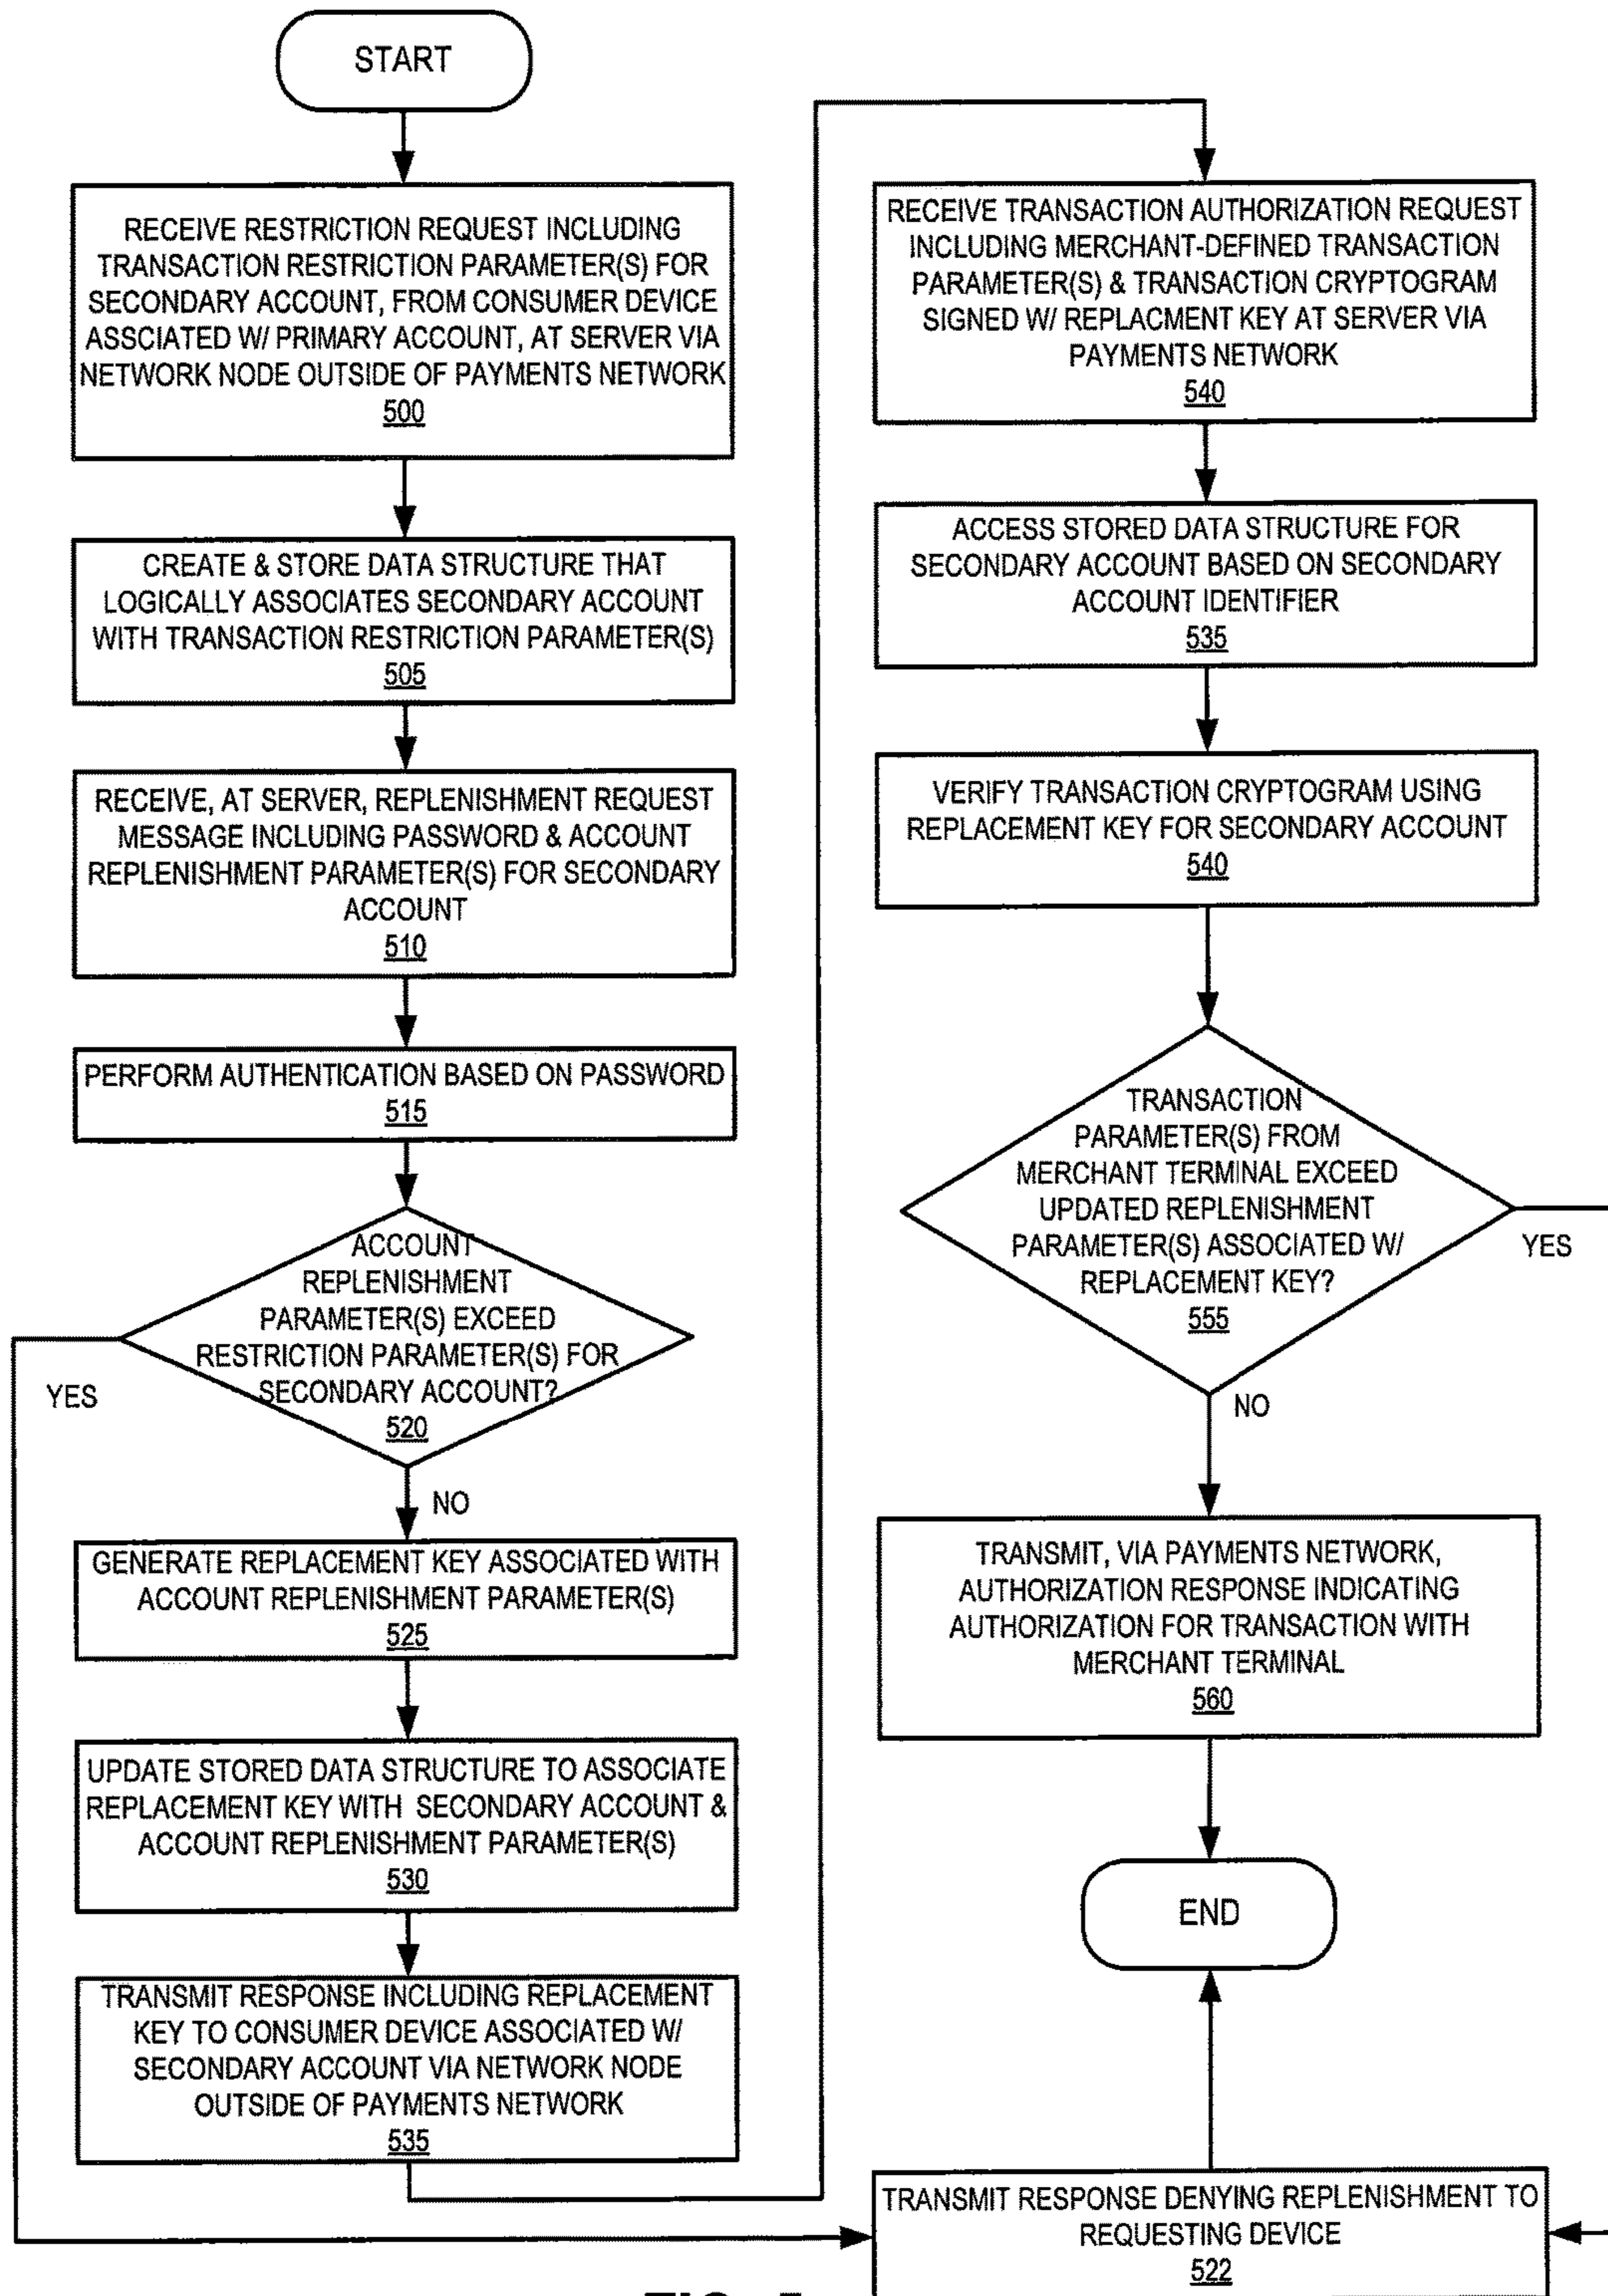 START
RECEIVE RESTRICTION REQUEST INCLUDING
TRANSACTION RESTRICTION PARAMETER(S) FOR
SECONDARY ACCOUNT, FROM CONSUMER DEVICE
ASSCIATED W/ PRIMARY ACCOUNT, AT SERVER VIA
NETWORK NODE OUTSIDE OF PAYMENTS NETWORK
500
CREATE & STORE DATA STRUCTURE THAT
LOGICALLY ASSOCIATES SECONDARY ACCOUNT
WITH TRANSACTION RESTRICTION PARAMETER(S)
505
RECEIVE, AT SERVER, REPLENISHMENT REQUEST
MESSAGE INCLUDING PASSWORD & ACCOUNT
REPLENISHMENT PARAMETER(S) FOR SECONDARY
ACCOUNT
510
PERFORM AUTHENTICATION BASED ON PASSWORD
515
ACCOUNT
REPLENISHMENT
PARAMETER(S) EXCEED
RESTRICTION PARAMETER(S) FOR
SECONDARY ACCOUNT?
520
YES
NO
GENERATE REPLACEMENT KEY ASSOCIATED WITH
ACCOUNT REPLENISHMENT PARAMETER(S)
525
UPDATE STORED DATA STRUCTURE TO ASSOCIATE
REPLACEMENT KEY WITH SECONDARY ACCOUNT &
ACCOUNT REPLENISHMENT PARAMETER(S)
530
TRANSMIT RESPONSE INCLUDING REPLACEMENT
KEY TO CONSUMER DEVICE ASSOCIATED W/
SECONDARY ACCOUNT VIA NETWORK NODE
OUTSIDE OF PAYMENTS NETWORK
535
RECEIVE TRANSACTION AUTHORIZATION REQUEST
INCLUDING MERCHANT-DEFINED TRANSACTION
PARAMETER(S) & TRANSACTION CRYPTOGRAM
SIGNED W/ REPLACMENT KEY AT SERVER VIA
PAYMENTS NETWORK
540
ACCESS STORED DATA STRUCTURE FOR
SECONDARY ACCOUNT BASED ON SECONDARY
ACCOUNT IDENTIFIER
535
VERIFY TRANSACTION CRYPTOGRAM USING
REPLACEMENT KEY FOR SECONDARY ACCOUNT
540
TRANSACTION
PARAMETER(S) FROM
MERCHANT TERMINAL EXCEED
UPDATED REPLENISHMENT
PARAMETER(S) ASSOCIATED W/
REPLACEMENT KEY?
555
YES
NO
TRANSMIT, VIA PAYMENTS NETWORK,
AUTHORIZATION RESPONSE INDICATING
AUTHORIZATION FOR TRANSACTION WITH
MERCHANT TERMINAL
560
END
TRANSMIT RESPONSE DENYING REPLENISHMENT TO
REQUESTING DEVICE
522